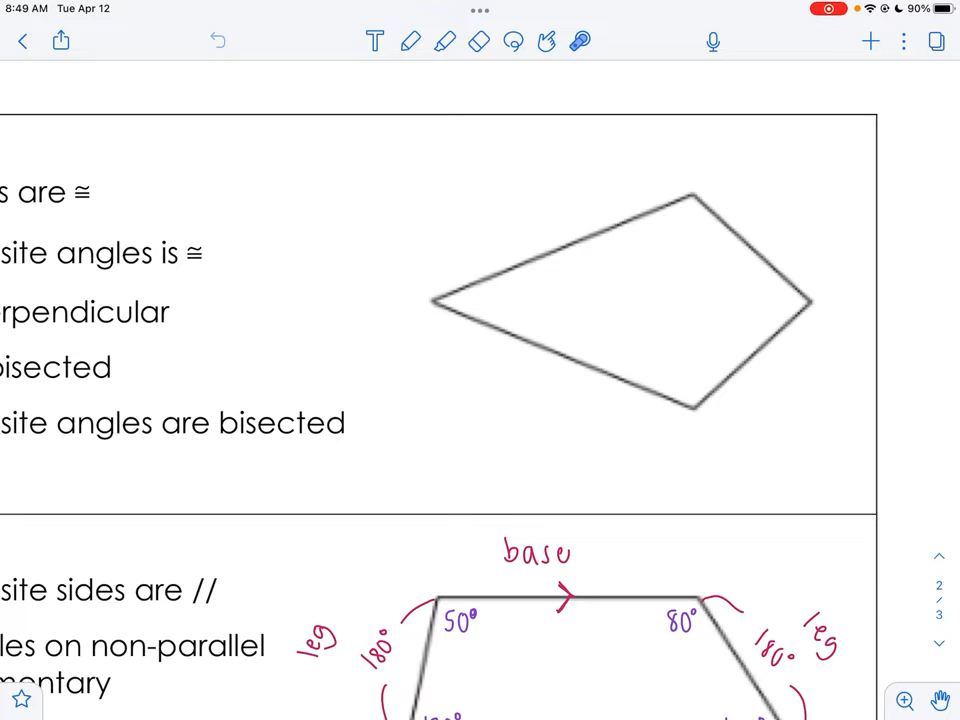 8:49 AM Tue Apr 12
90%
s are ≅
site angles is ≅
rpendicular
bisected
site angles are bisected
base
site sides are //
50° 80°
les on non-parallel
leg 180° 180° leg
mentary
2
/
3